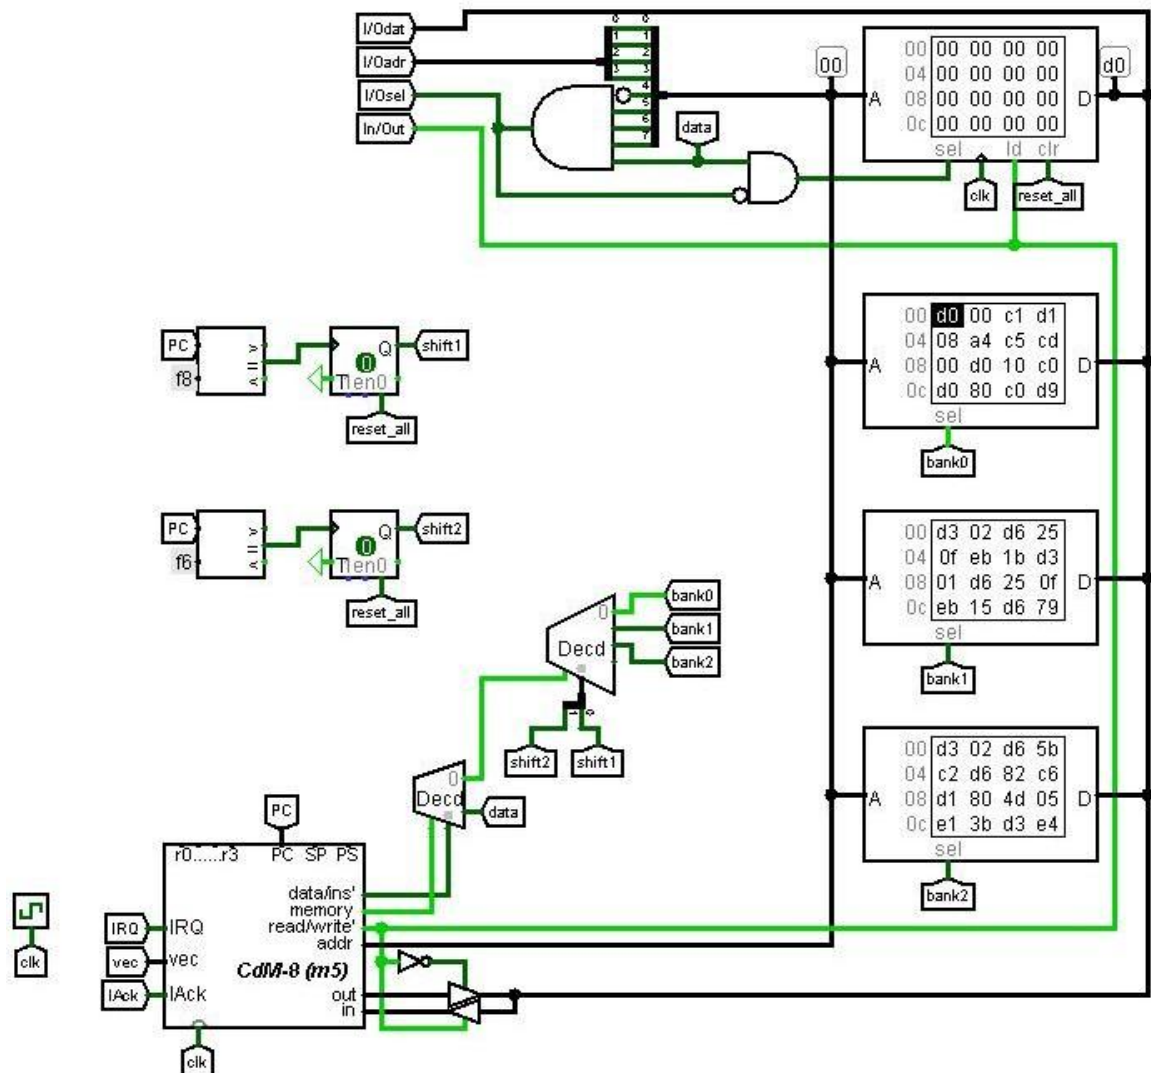 I/Odat
I/Oadr
I/Osel
In/Out
0 0
1 1
2 2
3 3
4
5
6
7
data
00
d0
00 00 00 00 00
04 00 00 00 00
08 00 00 00 00
0c 00 00 00 00
A D
sel ld clr
clk
reset_all
PC
f8
Q
0
en0
shift1
reset_all
PC
f6
Q
0
en0
shift2
reset_all
00 d0 00 c1 d1
04 08 a4 c5 cd
08 00 d0 10 c0
0c d0 80 c0 d9
A D
sel
bank0
00 d3 02 d6 25
04 0f eb 1b d3
08 01 d6 25 0f
0c eb 15 d6 79
A D
sel
bank1
00 d3 02 d6 5b
04 c2 d6 82 c6
08 d1 80 4d 05
0c e1 3b d3 e4
A D
sel
bank2
0
Decd
bank0
bank1
bank2
shift2
shift1
0
Decd
data
PC
r0......r3 PC SP PS
data/ins'
memory
read/write'
addr
IRQ
IRQ
vec
vec
IAck
IAck
CdM-8 (m5)
out
in
clk
clk